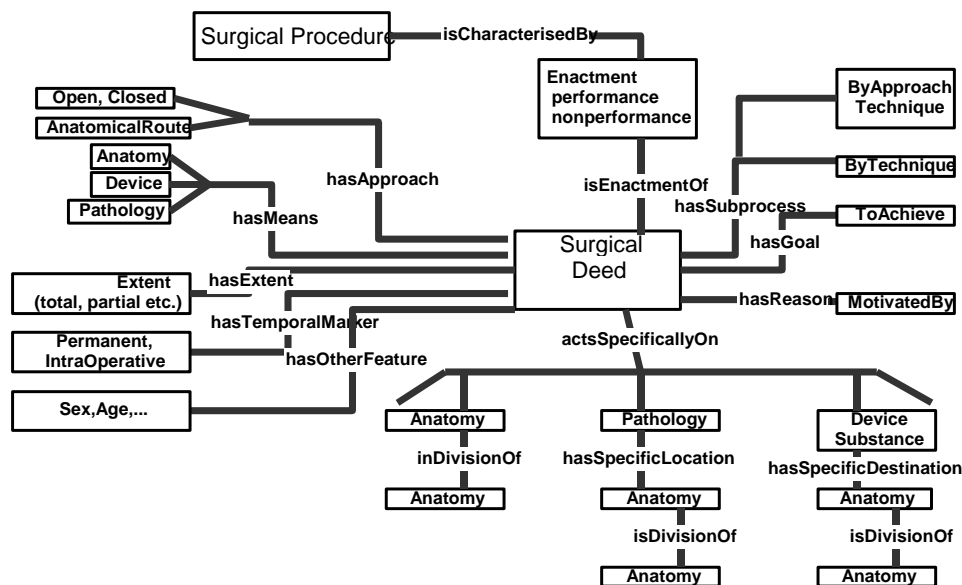 Surgical Procedure
isCharacterisedBy
Enactment
performance
nonperformance
ByApproach
Technique
Open, Closed
AnatomicalRoute
Anatomy
Device
Pathology
hasApproach
hasMeans
isEnactmentOf
hasSubprocess
ByTechnique
ToAchieve
hasGoal
Surgical
Deed
hasReason
MotivatedBy
Extent
(total, partial etc.)
hasExtent
hasTemporalMarker
Permanent,
IntraOperative
hasOtherFeature
Sex,Age,...
actsSpecificallyOn
Anatomy
Pathology
Device
Substance
inDivisionOf
hasSpecificLocation
hasSpecificDestination
Anatomy
Anatomy
Anatomy
isDivisionOf
isDivisionOf
Anatomy
Anatomy